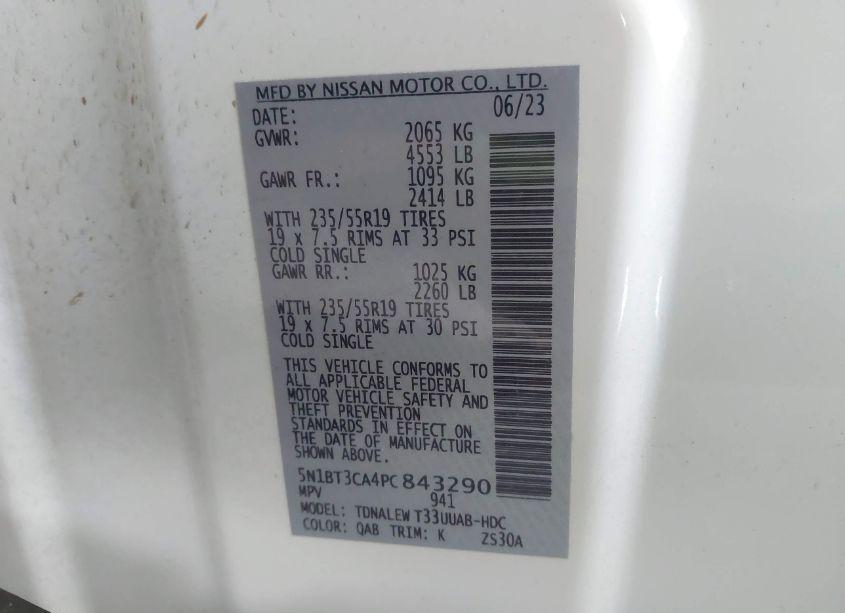 MFD BY NISSAN MOTOR CO., LTD.
DATE: 06/23
GVWR: 2065 KG
4553 LB
GAWR FR.: 1095 KG
2414 LB
WITH 235/55R19 TIRES
19 x 7.5 RIMS AT 33 PSI
COLD SINGLE
GAWR RR.: 1025 KG
2260 LB
WITH 235/55R19 TIRES
19 x 7.5 RIMS AT 30 PSI
COLD SINGLE
THIS VEHICLE CONFORMS TO
ALL APPLICABLE FEDERAL
MOTOR VEHICLE SAFETY AND
THEFT PREVENTION
STANDARDS IN EFFECT ON
THE DATE OF MANUFACTURE
SHOWN ABOVE.
5N1BT3CA4PC843290
MPV 941
MODEL: TDNALEW T33UUAB-HDC
COLOR: QAB TRIM: K ZS30A